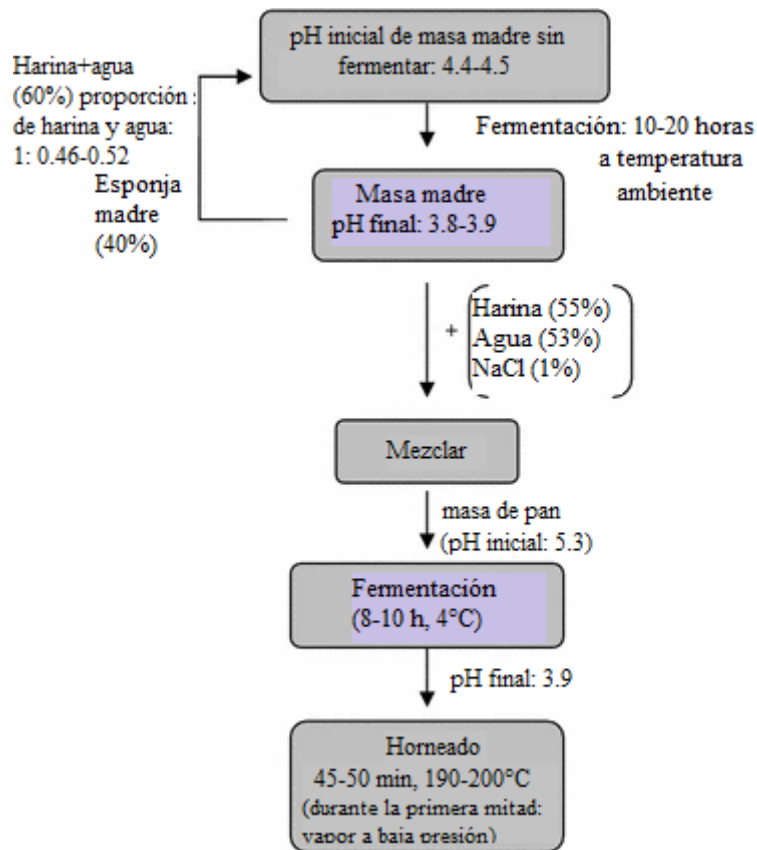 pH inicial de masa madre sin
fermentar: 4.4-4.5
Harina+agua
(60%) proporción :
de harina y agua:
1: 0.46-0.52
Esponja
madre
(40%)
Fermentación: 10-20 horas
a temperatura
ambiente
Masa madre
pH final: 3.8-3.9
+
Harina (55%)
Agua (53%)
NaCl (1%)
Mezclar
masa de pan
(pH inicial: 5.3)
Fermentación
(8-10 h, 4°C)
pH final: 3.9
Horneado
45-50 min, 190-200°C
(durante la primera mitad:
vapor a baja presión)